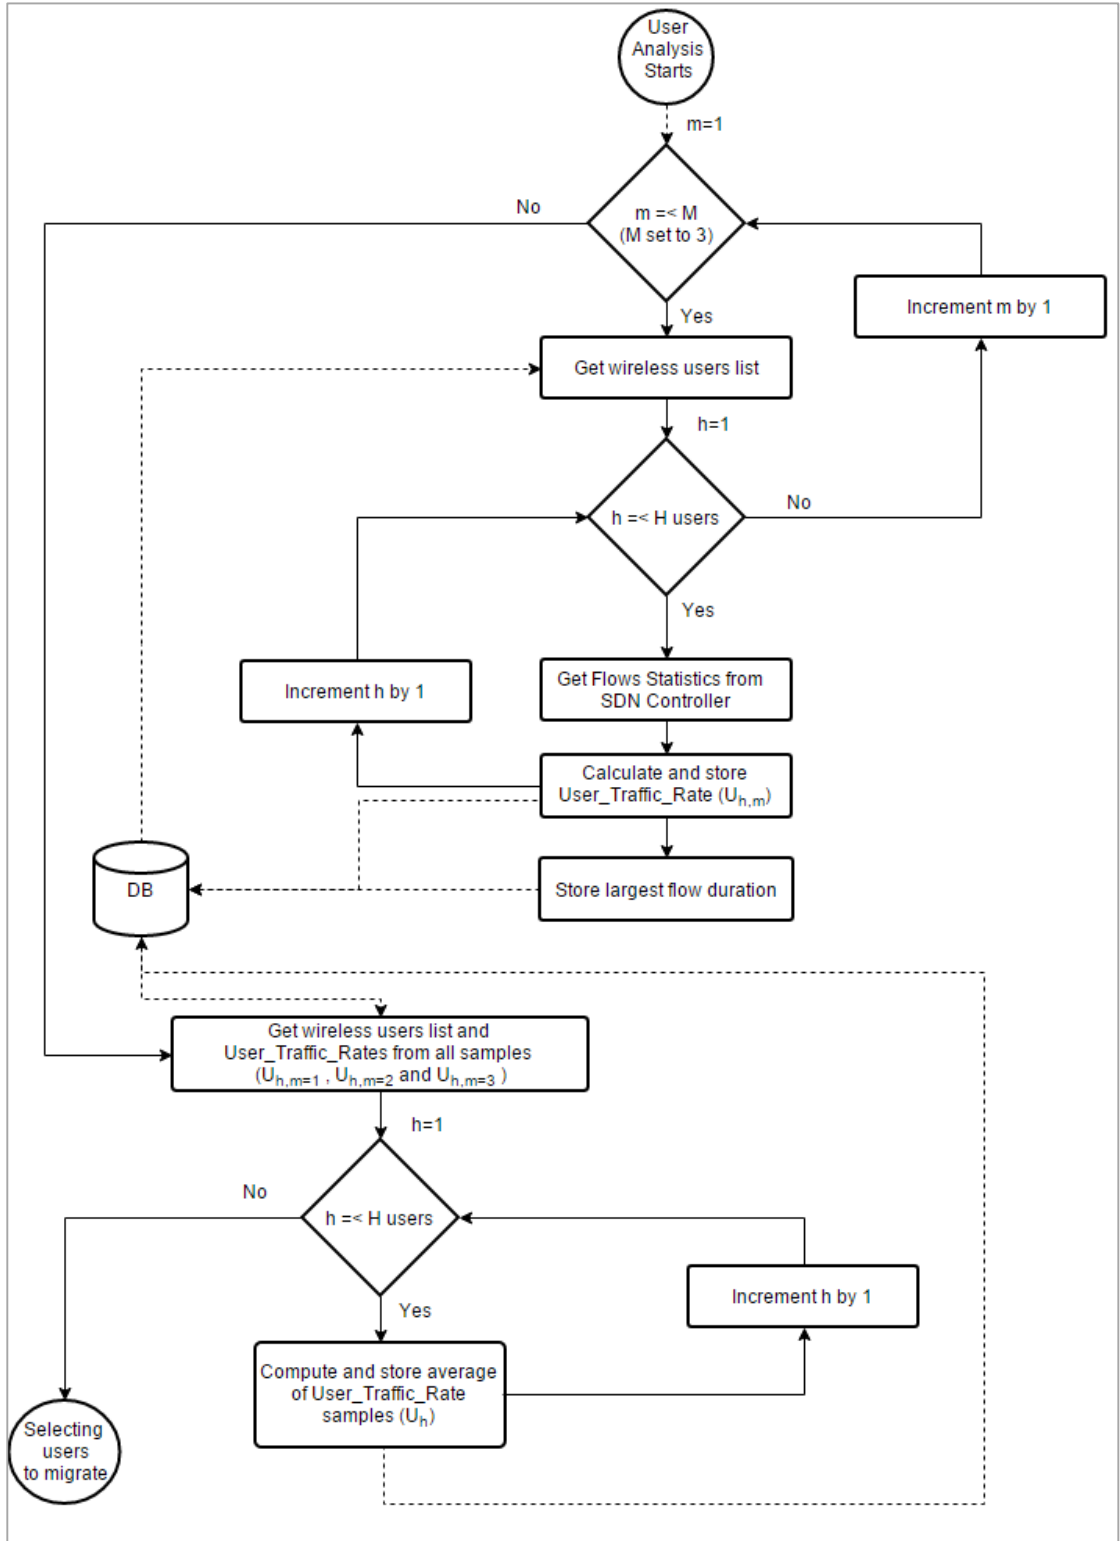 User
Analysis
Starts
m=1
No
m =< M
(M set to 3)
Increment m by 1
Yes
Get wireless users list
h=1
h =< H users
No
Yes
Increment h by 1
Get Flows Statistics from
SDN Controller
Calculate and store
User_Traffic_Rate (Uh,m)
DB
Store largest flow duration
Get wireless users list and
User_Traffic_Rates from all samples
(Uh,m=1 , Uh,m=2 and Uh,m=3 )
h=1
No
h =< H users
Increment h by 1
Yes
Compute and store average
of User_Traffic_Rate
samples (Uh)
Selecting
users
to migrate